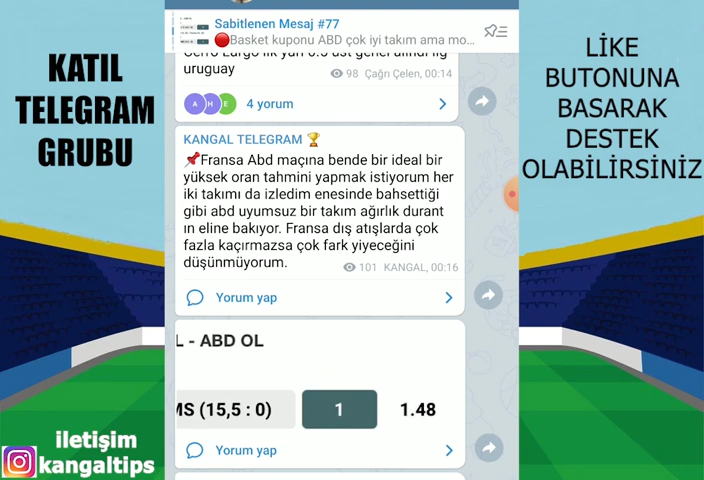 KATIL
TELEGRAM
GRUBU
Sabitlenen Mesaj #77
🔴Basket kuponu ABD çok iyi takım ama mo...
uruguay
98 Çağrı Çelen, 00:14
A H E 4 yorum
KANGAL TELEGRAM 🏆
📌Fransa Abd maçına bende bir ideal bir
yüksek oran tahmini yapmak istiyorum her
iki takımı da izledim enesinde bahsettiği
gibi abd uyumsuz bir takım ağırlık durant
ın eline bakıyor. Fransa dış atışlarda çok
fazla kaçırmazsa çok fark yiyeceğini
düşünmüyorum.
101 KANGAL, 00:16
Yorum yap
L - ABD OL
MS (15,5 : 0) 1 1.48
Yorum yap
LİKE
BUTONUNA
BASARAK
DESTEK
OLABİLİRSİNİZ
iletişim
kangaltips